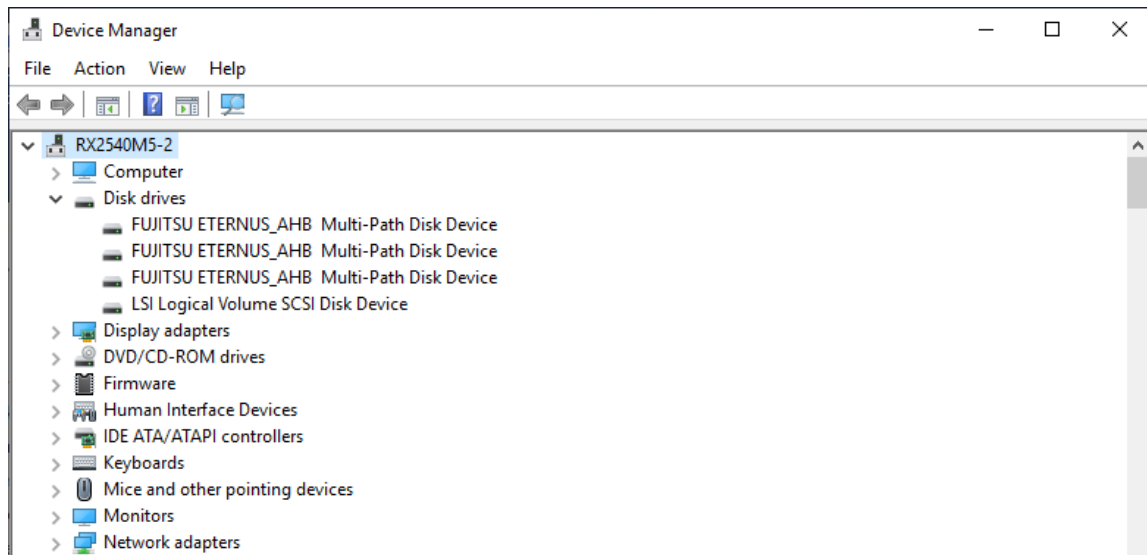 Device Manager
File Action View Help
RX2540M5-2
Computer
Disk drives
FUJITSU ETERNUS_AHB  Multi-Path Disk Device
FUJITSU ETERNUS_AHB  Multi-Path Disk Device
FUJITSU ETERNUS_AHB  Multi-Path Disk Device
LSI Logical Volume SCSI Disk Device
Display adapters
DVD/CD-ROM drives
Firmware
Human Interface Devices
IDE ATA/ATAPI controllers
Keyboards
Mice and other pointing devices
Monitors
Network adapters